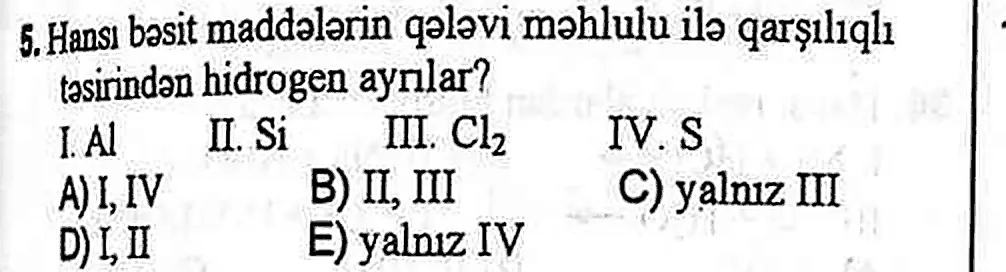 5. Hansı bəsit maddələrin qələvi məhlulu ilə qarşılıqlı
təsirindən hidrogen ayrılar?
I. Al II. Si III. Cl₂ IV. S
A) I, IV B) II, III C) yalnız III
D) I, II E) yalnız IV